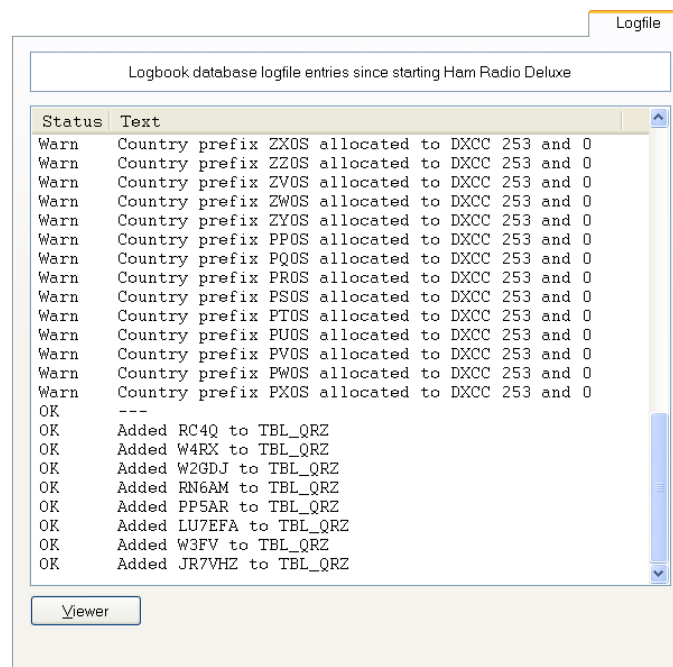 Logfile
Logbook database logfile entries since starting Ham Radio Deluxe
Status Text
Warn Country prefix ZX0S allocated to DXCC 253 and 0
Warn Country prefix ZZ0S allocated to DXCC 253 and 0
Warn Country prefix ZV0S allocated to DXCC 253 and 0
Warn Country prefix ZW0S allocated to DXCC 253 and 0
Warn Country prefix ZY0S allocated to DXCC 253 and 0
Warn Country prefix PP0S allocated to DXCC 253 and 0
Warn Country prefix PQ0S allocated to DXCC 253 and 0
Warn Country prefix PR0S allocated to DXCC 253 and 0
Warn Country prefix PS0S allocated to DXCC 253 and 0
Warn Country prefix PT0S allocated to DXCC 253 and 0
Warn Country prefix PU0S allocated to DXCC 253 and 0
Warn Country prefix PV0S allocated to DXCC 253 and 0
Warn Country prefix PW0S allocated to DXCC 253 and 0
Warn Country prefix PX0S allocated to DXCC 253 and 0
OK ---
OK Added RC4Q to TBL_QRZ
OK Added W4RX to TBL_QRZ
OK Added W2GDJ to TBL_QRZ
OK Added RN6AM to TBL_QRZ
OK Added PP5AR to TBL_QRZ
OK Added LU7EFA to TBL_QRZ
OK Added W3FV to TBL_QRZ
OK Added JR7VHZ to TBL_QRZ
Viewer